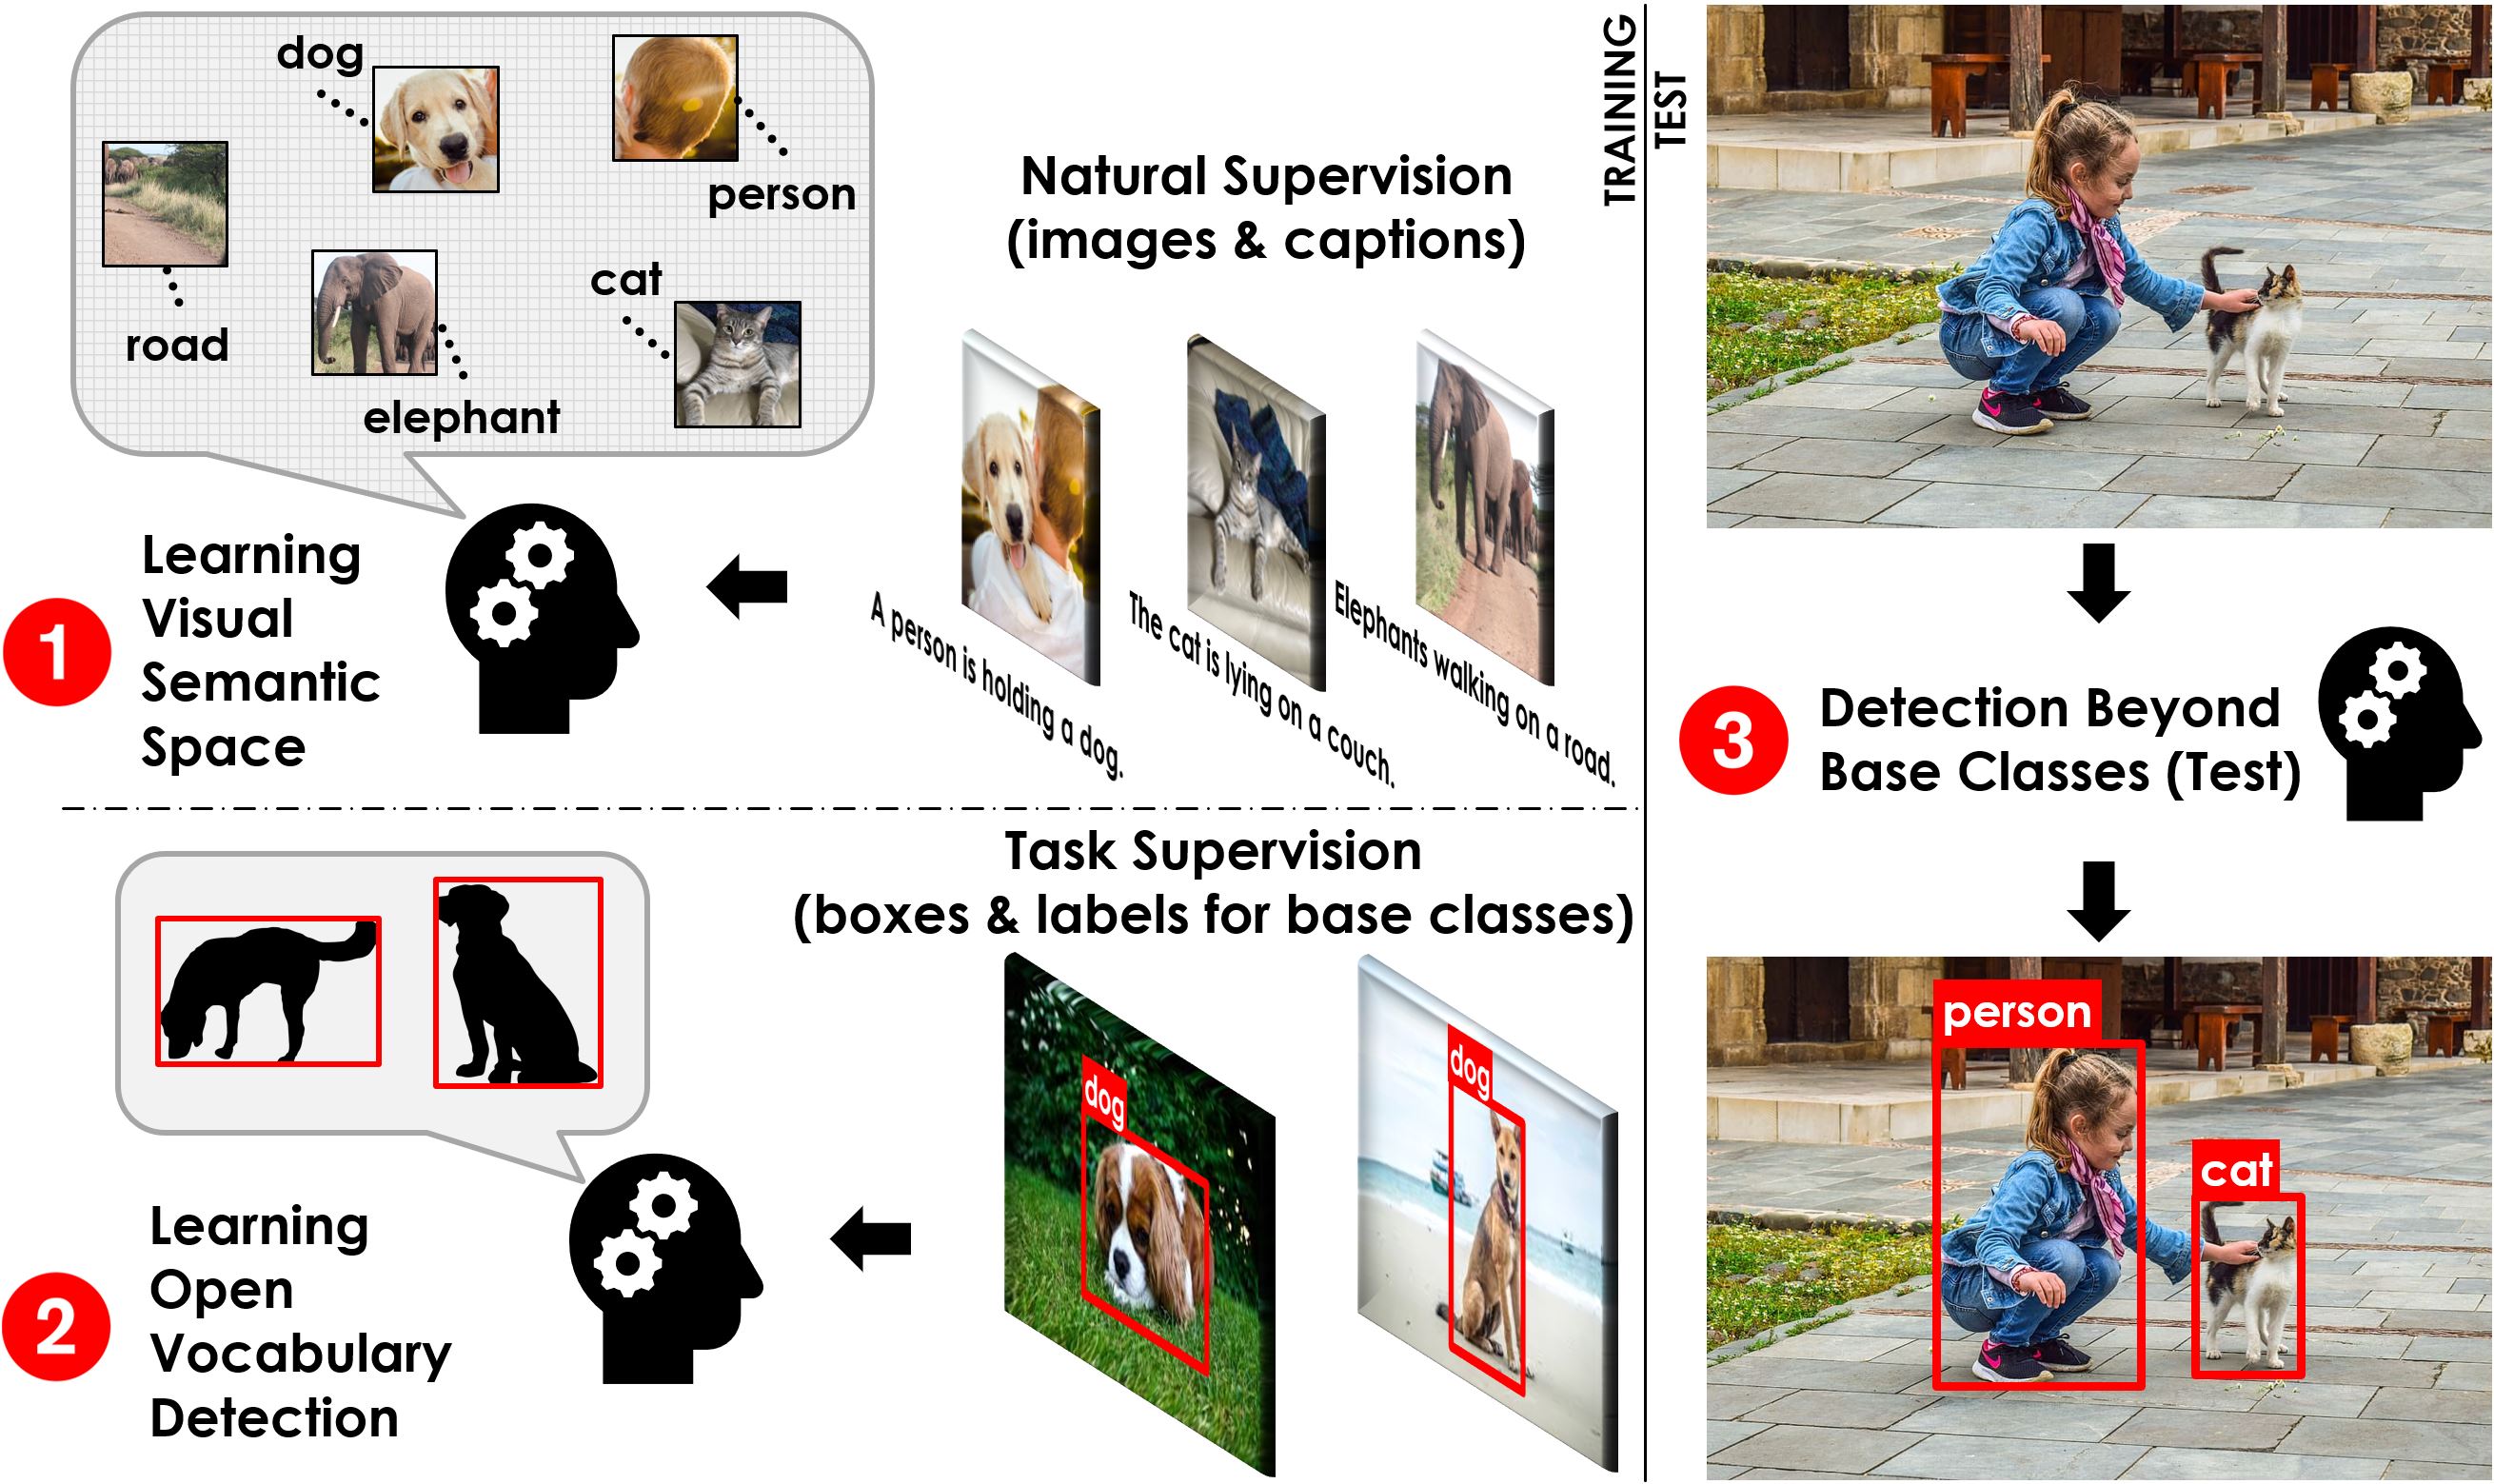 dog
person
road
cat
elephant
Natural Supervision
(images & captions)
TRAINING
TEST
1
Learning
Visual
Semantic
Space
A person is holding a dog.
The cat is lying on a couch.
Elephants walking on a road.
Task Supervision
(boxes & labels for base classes)
dog
dog
2
Learning
Open
Vocabulary
Detection
3
Detection Beyond
Base Classes (Test)
person
cat